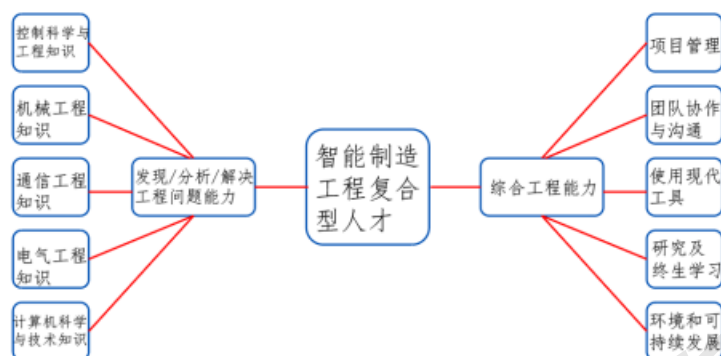 控制科学与
工程知识
机械工程
知识
通信工程
知识
电气工程
知识
计算机科学
与技术知识
发现/分析/解决
工程问题能力
智能制造
工程复合
型人才
综合工程能力
项目管理
团队协作
与沟通
使用现代
工具
研究及
终生学习
环境和可
持续发展